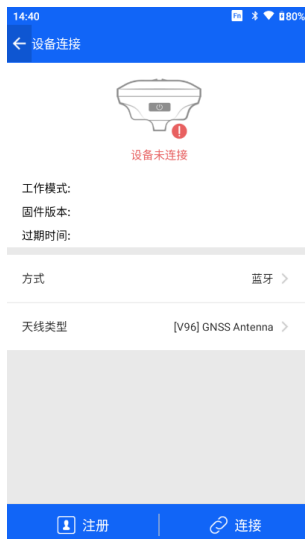 14:40 Fn 80%
设备连接
设备未连接
工作模式:
固件版本:
过期时间:
方式 蓝牙
天线类型 [V96] GNSS Antenna
注册 连接